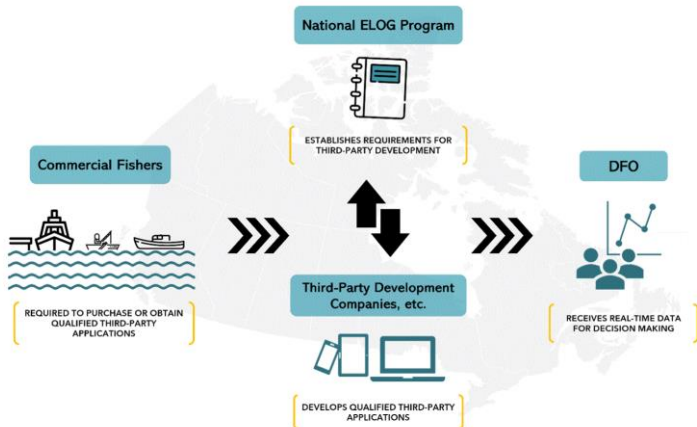 National ELOG Program
ESTABLISHES REQUIREMENTS FOR
THIRD-PARTY DEVELOPMENT
Commercial Fishers
REQUIRED TO PURCHASE OR OBTAIN
QUALIFIED THIRD-PARTY
APPLICATIONS
Third-Party Development
Companies, etc.
DEVELOPS QUALIFIED THIRD-PARTY
APPLICATIONS
DFO
RECEIVES REAL-TIME DATA
FOR DECISION MAKING